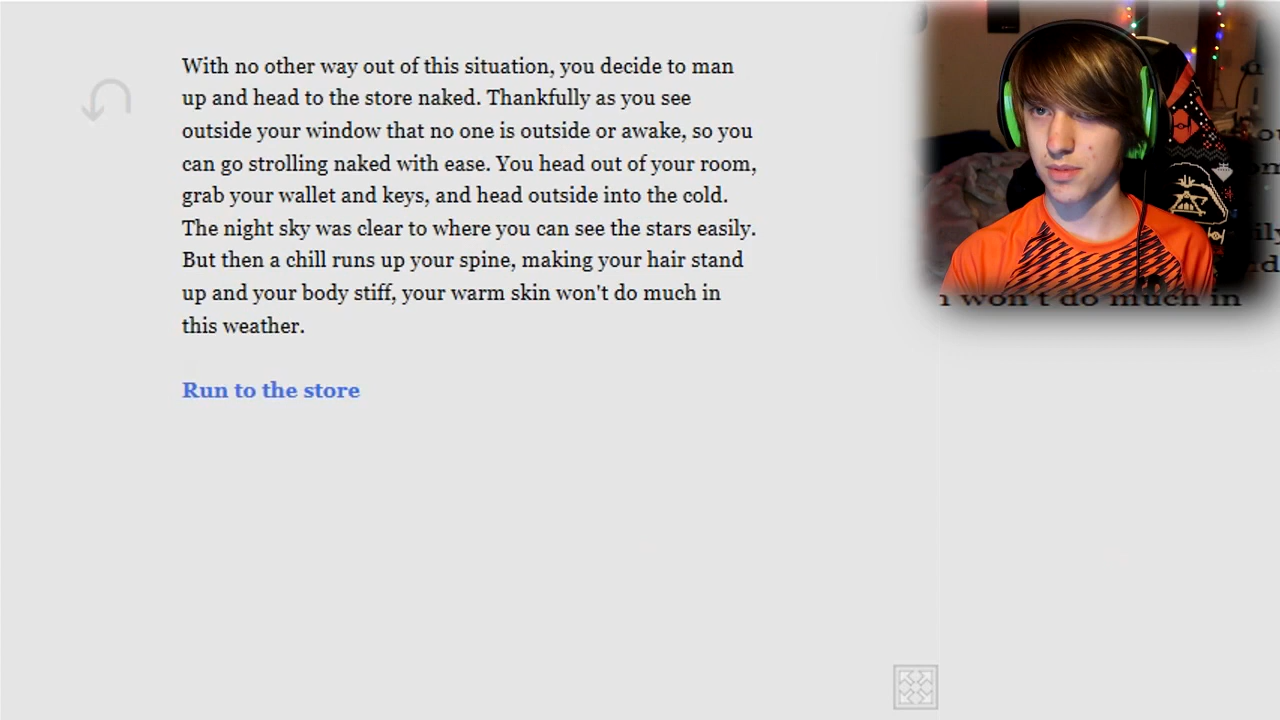 With no other way out of this situation, you decide to man
up and head to the store naked. Thankfully as you see
outside your window that no one is outside or awake, so you
can go strolling naked with ease. You head out of your room,
grab your wallet and keys, and head outside into the cold.
The night sky was clear to where you can see the stars easily.
But then a chill runs up your spine, making your hair stand
up and your body stiff, your warm skin won't do much in
this weather.
Run to the store
won't do much in